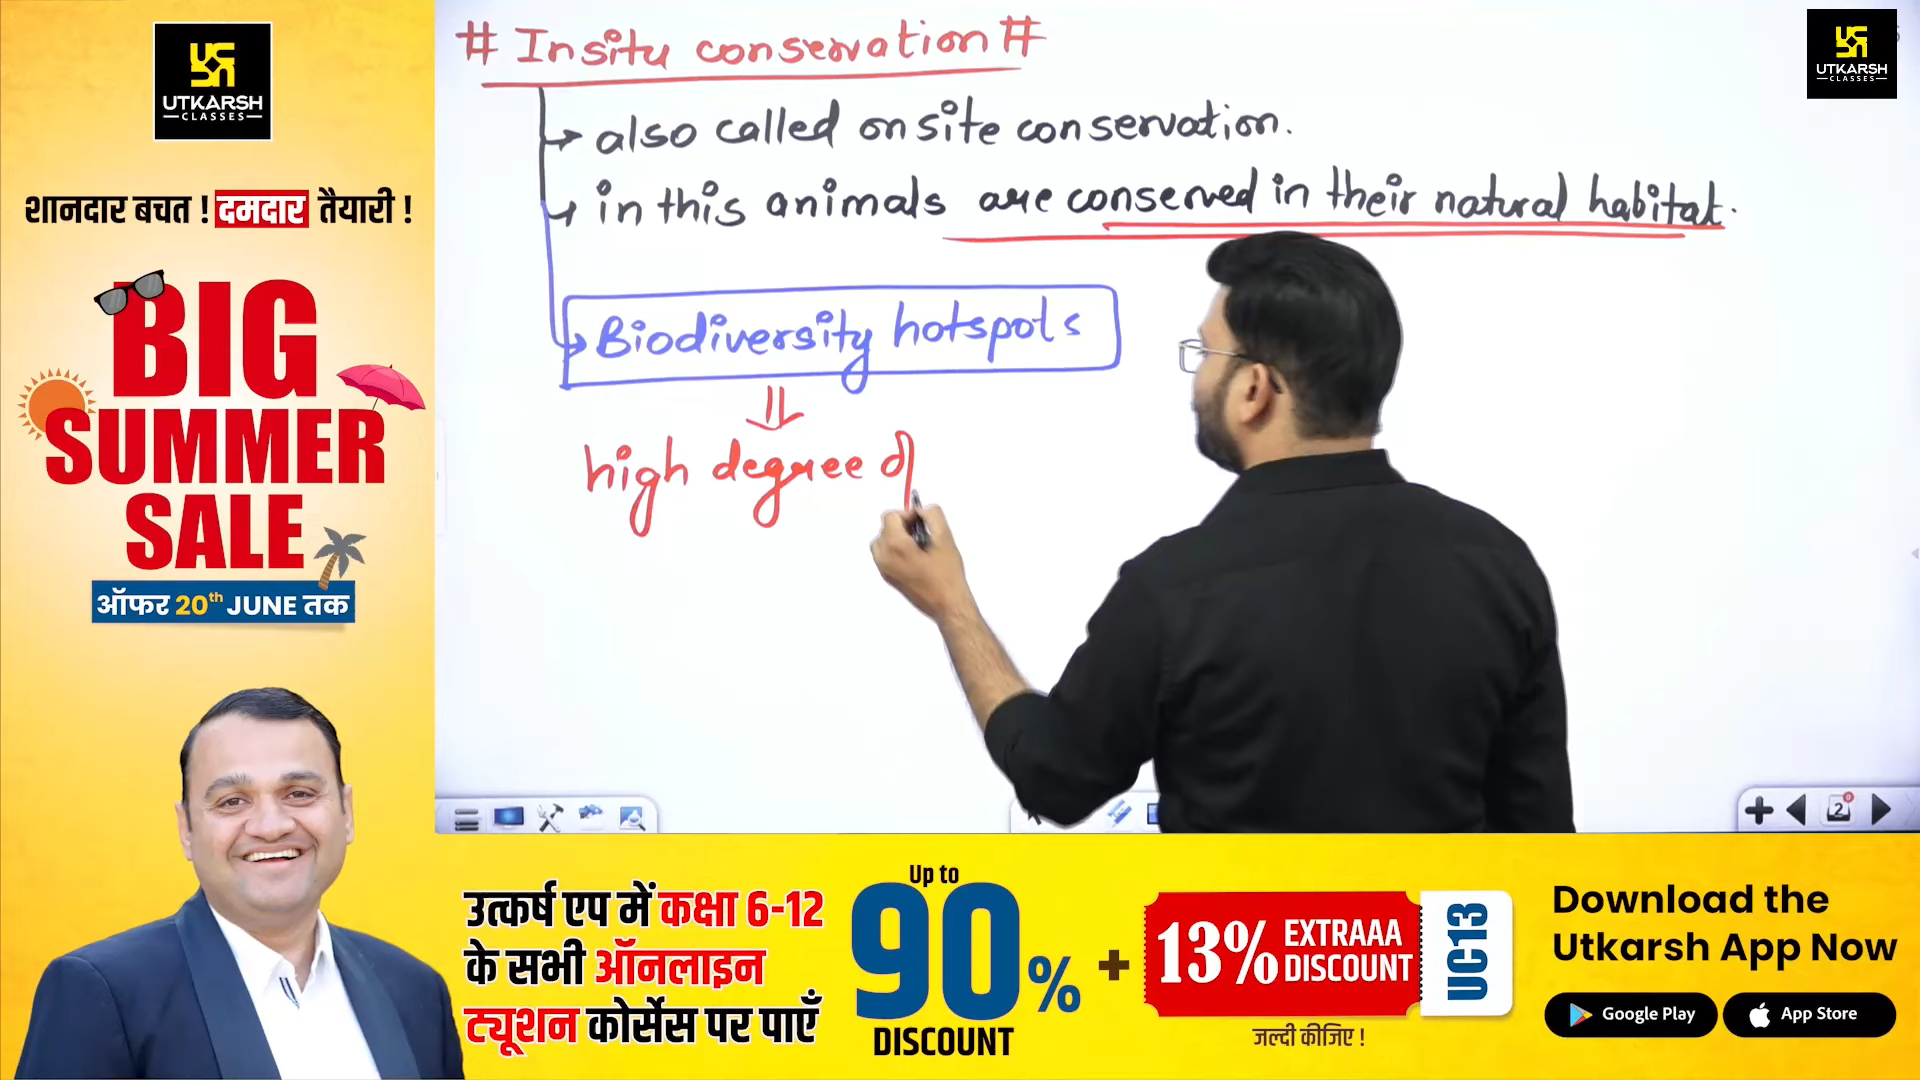 UTKARSH
CLASSES
शानदार बचत ! दमदार तैयारी !
BIG
SUMMER
SALE
ऑफर 20th JUNE तक
# Insitu conservation #
also called onsite conservation.
in this animals are conserved in their natural habitat.
Biodiversity hotspots
high degree of
UTKARSH
CLASSES
2
उत्कर्ष एप में कक्षा 6-12
के सभी ऑनलाइन
ट्यूशन कोर्सेस पर पाएँ
Up to
90%
DISCOUNT
+
13% EXTRAAA
DISCOUNT
UC13
जल्दी कीजिए !
Download the
Utkarsh App Now
Google Play
App Store